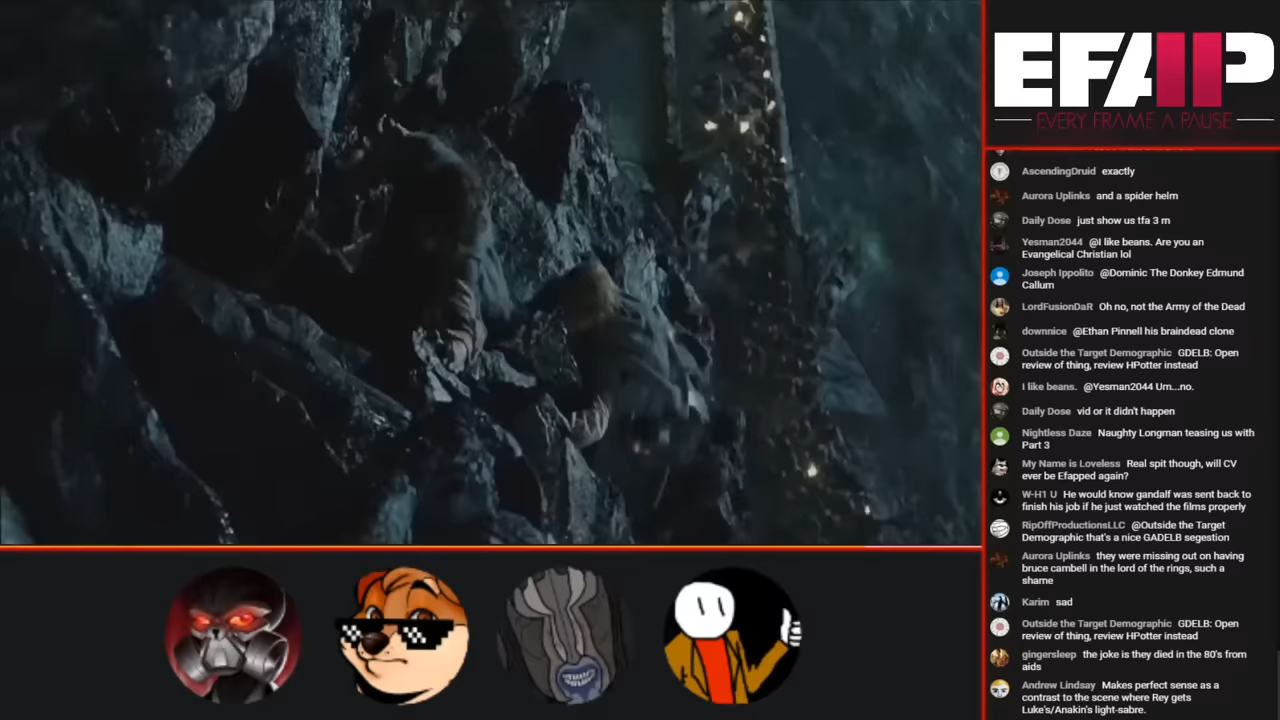 EFAP
EVERY FRAME A PAUSE
AscendingDruid exactly
Aurora Uplinks and a spider helm
Daily Dose just show us tfa 3 m
Yesman2044 @I like beans. Are you an
Evangelical Christian lol
Joseph Ippolito @Dominic The Donkey Edmund
Callum
LordFusionDaR Oh no, not the Army of the Dead
downnice @Ethan Pinnell his braindead clone
Outside the Target Demographic GDELB: Open
review of thing, review HPotter instead
I like beans. @Yesman2044 Um...no.
Daily Dose vid or it didn't happen
Nightless Daze Naughty Longman teasing us with
Part 3
My Name is Loveless Real spit though, will CV
ever be Efapped again?
W-H1 U He would know gandalf was sent back to
finish his job if he just watched the films properly
RipOffProductionsLLC @Outside the Target
Demographic that's a nice GADELB segestion
Aurora Uplinks they were missing out on having
bruce cambell in the lord of the rings, such a
shame
Karim sad
Outside the Target Demographic GDELB: Open
review of thing, review HPotter instead
gingersleep the joke is they died in the 80's from
aids
Andrew Lindsay Makes perfect sense as a
contrast to the scene where Rey gets
Luke's/Anakin's light-sabre.